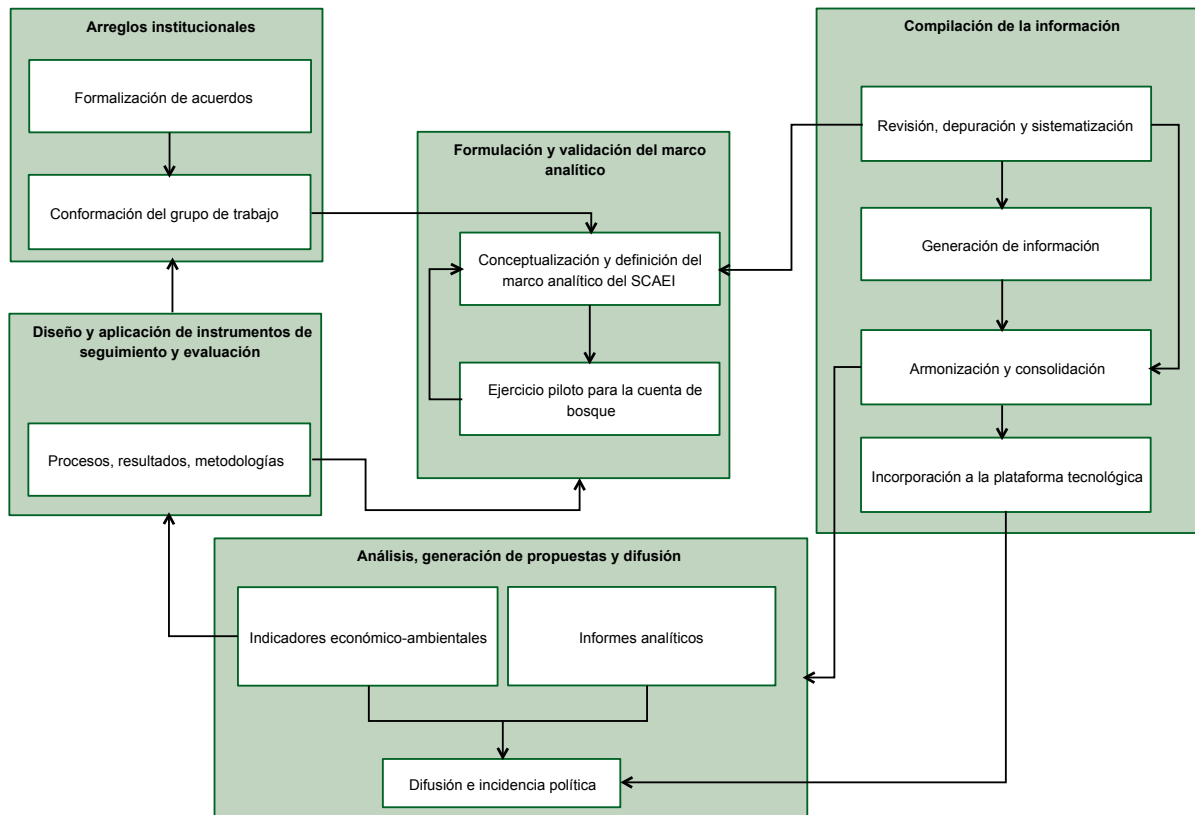 Arreglos institucionales
Formalización de acuerdos
Conformación del grupo de trabajo
Diseño y aplicación de instrumentos de
seguimiento y evaluación
Procesos, resultados, metodologías
Formulación y validación del marco
analítico
Conceptualización y definición del
marco analítico del SCAEI
Ejercicio piloto para la cuenta de
bosque
Compilación de la información
Revisión, depuración y sistematización
Generación de información
Armonización y consolidación
Incorporación a la plataforma tecnológica
Análisis, generación de propuestas y difusión
Indicadores económico-ambientales
Informes analíticos
Difusión e incidencia política